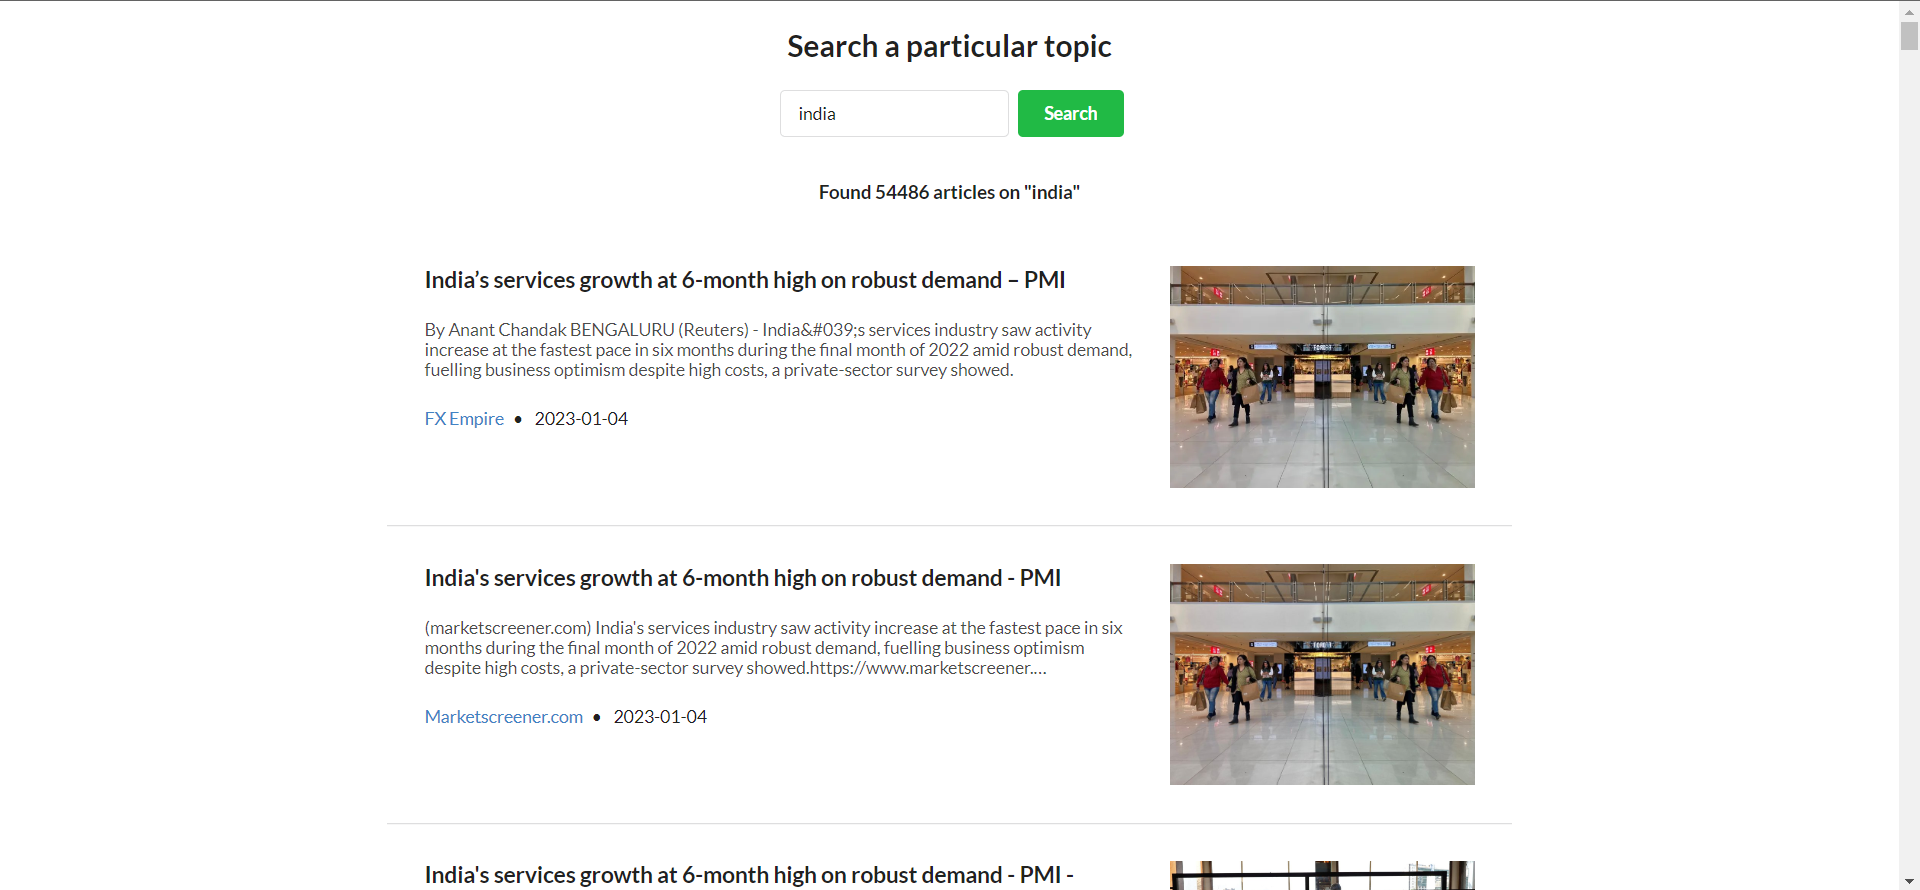 Search a particular topic
india
Search
Found 54486 articles on "india"
India’s services growth at 6-month high on robust demand – PMI
By Anant Chandak BENGALURU (Reuters) - India&#039;s services industry saw activity
increase at the fastest pace in six months during the final month of 2022 amid robust demand,
fuelling business optimism despite high costs, a private-sector survey showed.
FX Empire ● 2023-01-04
India's services growth at 6-month high on robust demand - PMI
(marketscreener.com) India's services industry saw activity increase at the fastest pace in six
months during the final month of 2022 amid robust demand, fuelling business optimism
despite high costs, a private-sector survey showed.https://www.marketscreener.…
Marketscreener.com ● 2023-01-04
India's services growth at 6-month high on robust demand - PMI -